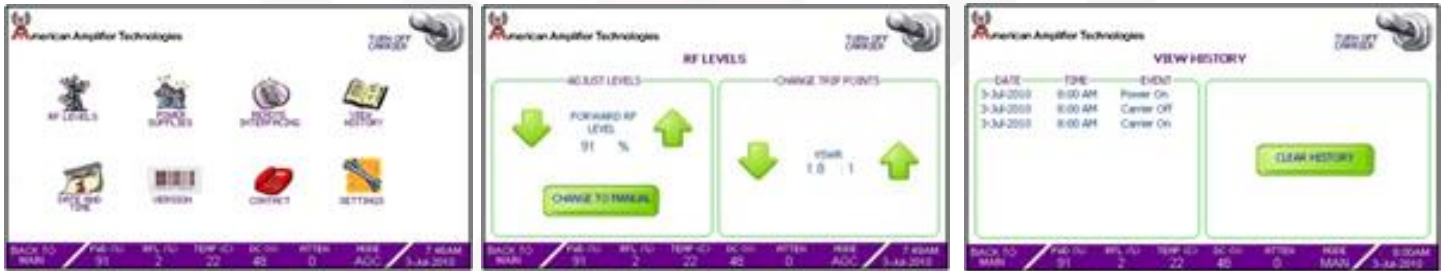 American Amplifier Technologies
TURN OFF
CARRIER
RF LEVELS
POWER
SUPPLIES
REMOTE
INTERFACING
VIEW
HISTORY
DATE AND
TIME
VERSION
CONTACT
SETTINGS
BACK TO
MAIN
FWD (%) RFL (%) TEMP (C) DC (V) ATTEN MODE
91 2 22 48 0 AGC
7:48AM
3-Jul-2010
American Amplifier Technologies
TURN OFF
CARRIER
RF LEVELS
ADJUST LEVELS
FORWARD RF
LEVEL
91 %
CHANGE TO MANUAL
CHANGE TRIP POINTS
VSWR
1.8 : 1
BACK TO
MAIN
FWD (%) RFL (%) TEMP (C) DC (V) ATTEN MODE
91 2 22 48 0 AGC
3-Jul-2010
American Amplifier Technologies
TURN OFF
CARRIER
VIEW HISTORY
DATE TIME EVENT
3-Jul-2010 8:00 AM Power On
3-Jul-2010 8:00 AM Carrier Off
3-Jul-2010 8:00 AM Carrier On
CLEAR HISTORY
BACK TO
MAIN
FWD (%) RFL (%) TEMP (C) DC (V) ATTEN MODE
91 2 22 48 0 MAN
8:00AM
3-Jul-2010